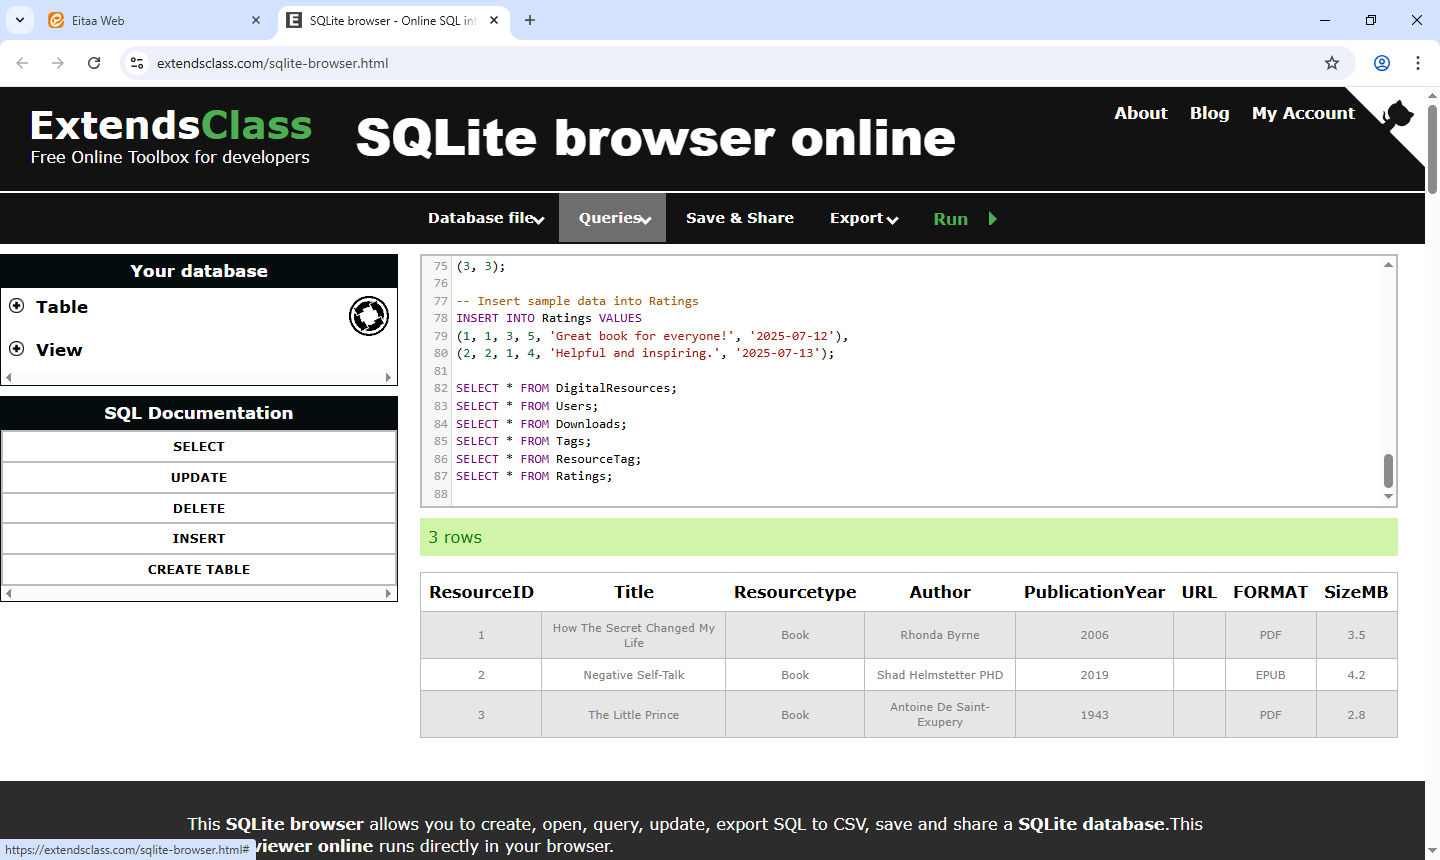 Eitaa Web
SQLite browser - Online SQL int
extendsclass.com/sqlite-browser.html
ExtendsClass
Free Online Toolbox for developers
SQLite browser online
About Blog My Account
Database file Queries Save & Share Export Run
Your database
Table
View
SQL Documentation
SELECT
UPDATE
DELETE
INSERT
CREATE TABLE
75 (3, 3);
76
77 -- Insert sample data into Ratings
78 INSERT INTO Ratings VALUES
79 (1, 1, 3, 5, 'Great book for everyone!', '2025-07-12'),
80 (2, 2, 1, 4, 'Helpful and inspiring.', '2025-07-13');
81
82 SELECT * FROM DigitalResources;
83 SELECT * FROM Users;
84 SELECT * FROM Downloads;
85 SELECT * FROM Tags;
86 SELECT * FROM ResourceTag;
87 SELECT * FROM Ratings;
88
3 rows
ResourceID Title Resourcetype Author PublicationYear URL FORMAT SizeMB
1 How The Secret Changed My Life Book Rhonda Byrne 2006 PDF 3.5
2 Negative Self-Talk Book Shad Helmstetter PHD 2019 EPUB 4.2
3 The Little Prince Book Antoine De Saint-Exupery 1943 PDF 2.8
This SQLite browser allows you to create, open, query, update, export SQL to CSV, save and share a SQLite database.This
viewer online runs directly in your browser.
https://extendsclass.com/sqlite-browser.html#